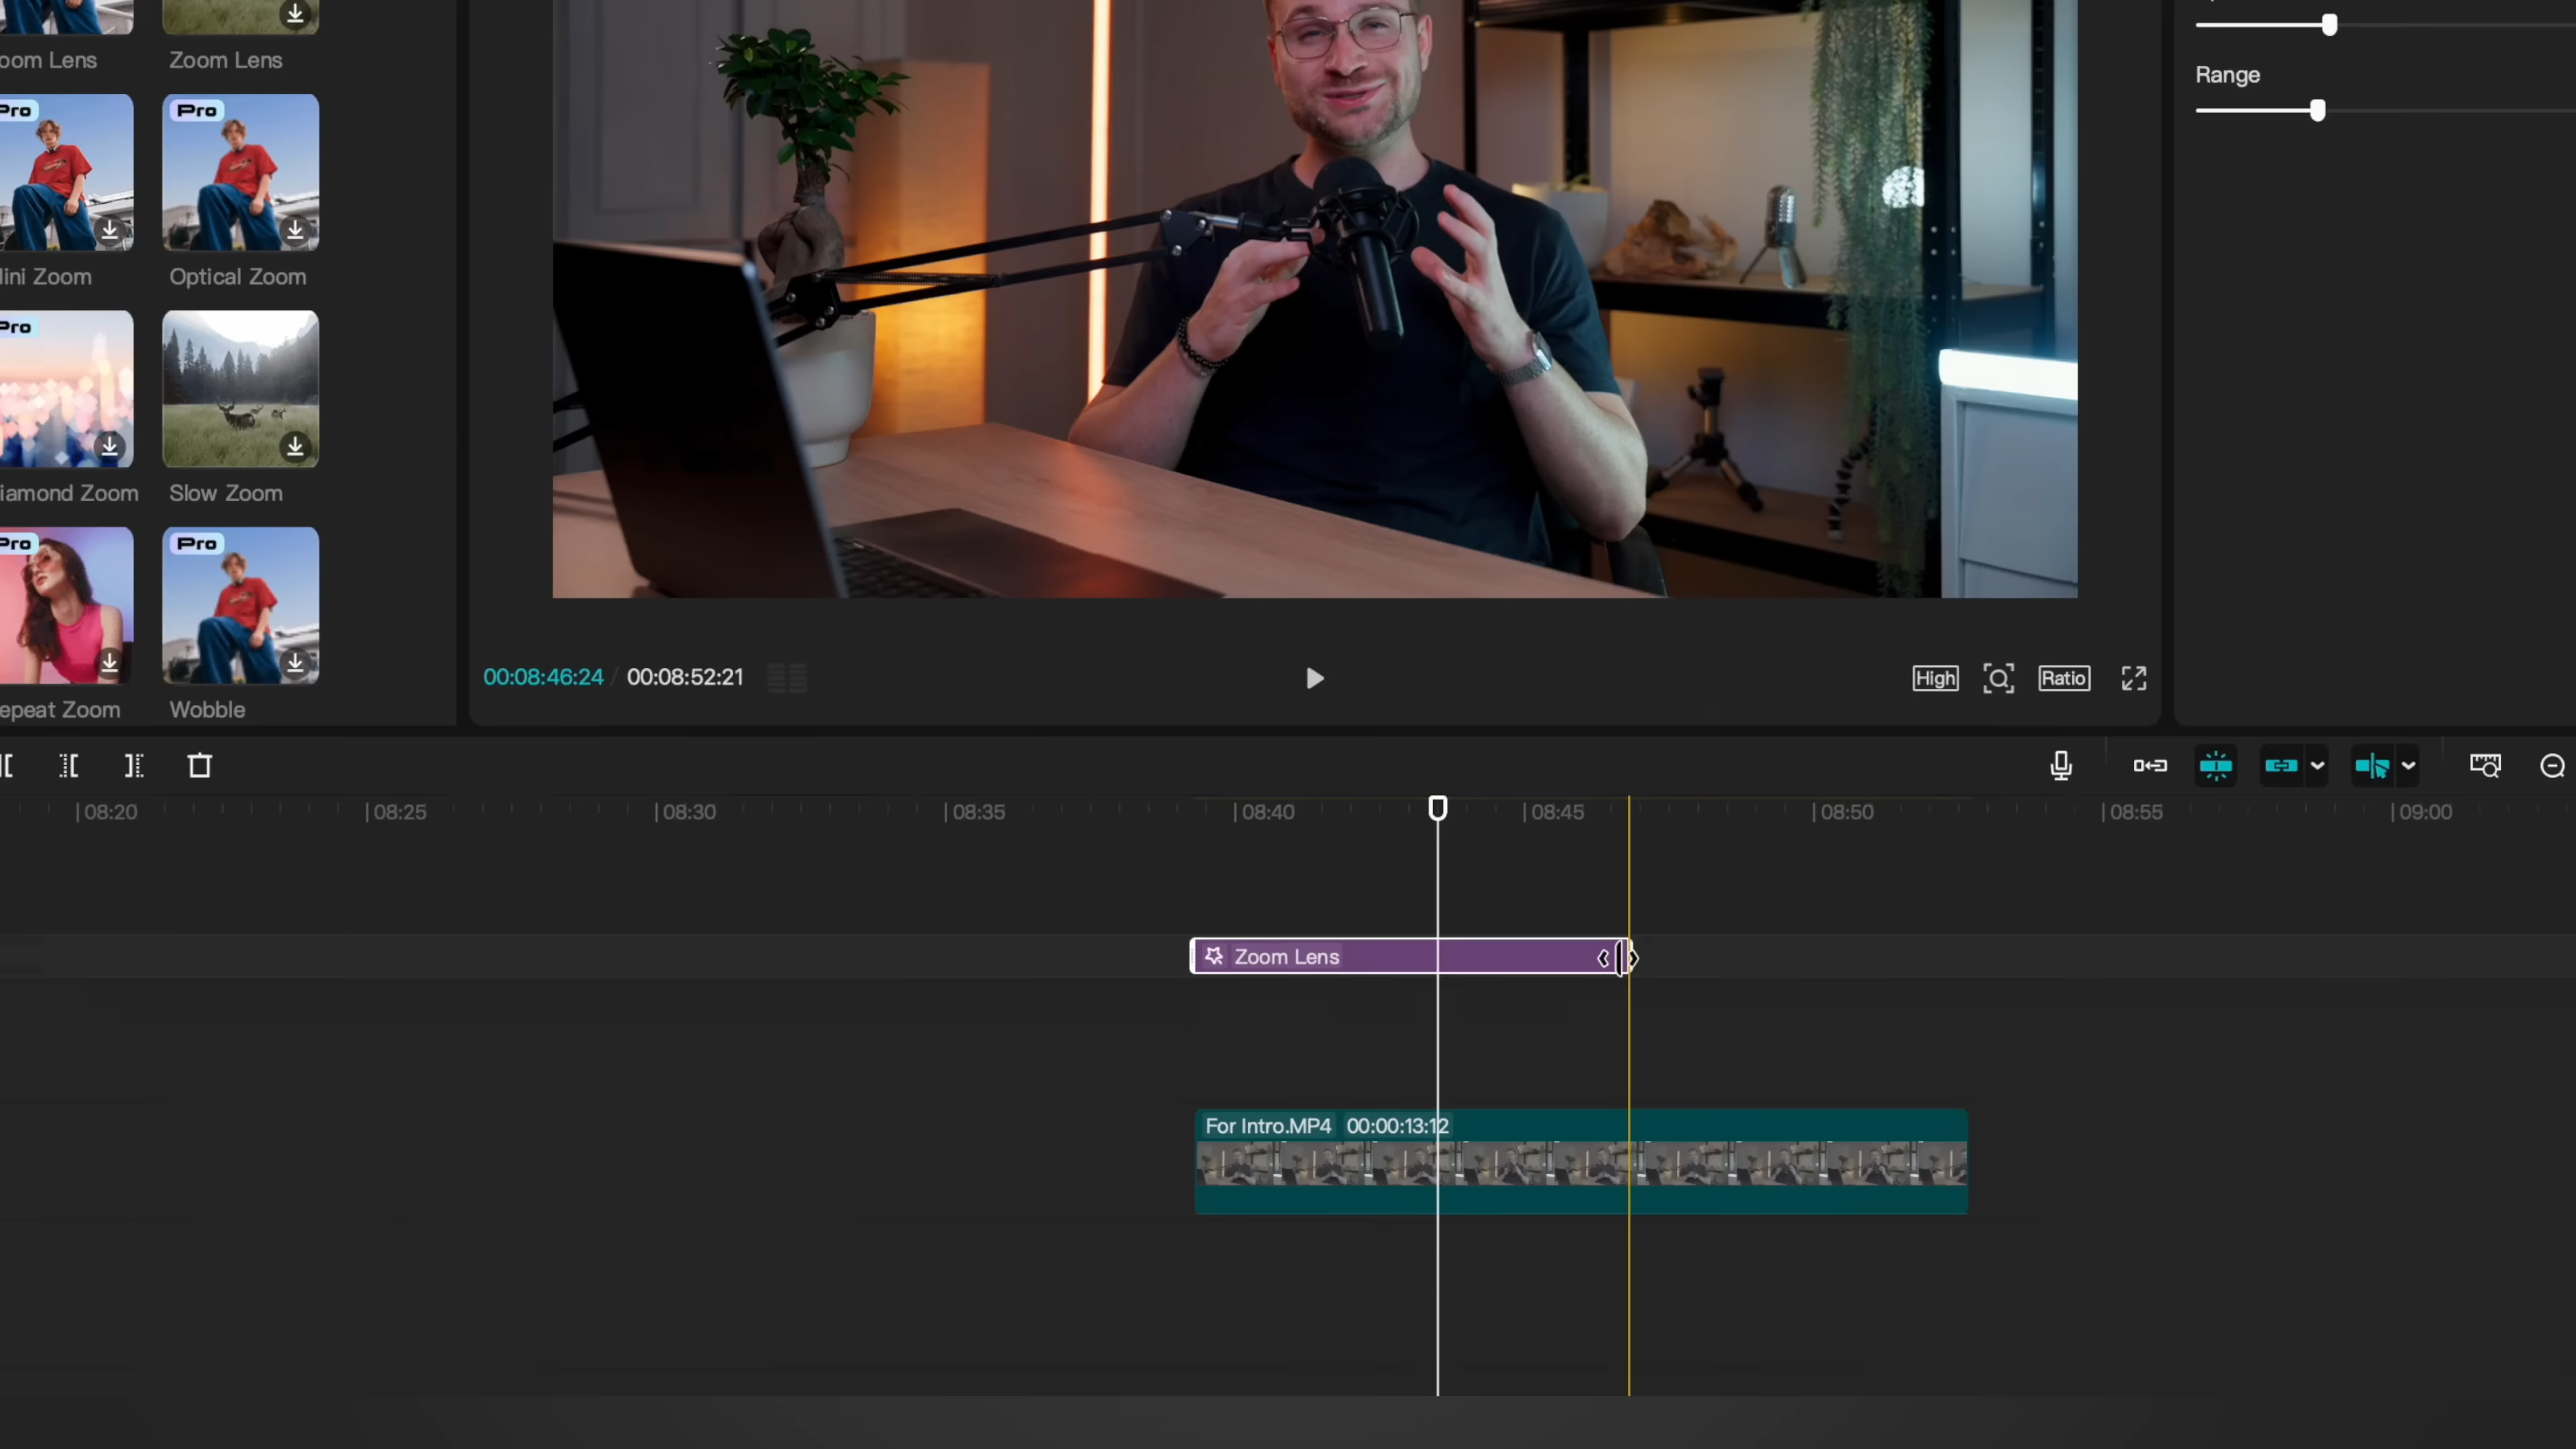 oom Lens
Zoom Lens
Range
Pro
Pro
ini Zoom
Optical Zoom
Pro
iamond Zoom
Slow Zoom
Pro
Pro
epeat Zoom
Wobble
00:08:46:24 / 00:08:52:21
High
Ratio
08:20
08:25
08:30
08:35
08:40
08:45
08:50
08:55
09:00
Zoom Lens
For Intro.MP4 00:00:13:12